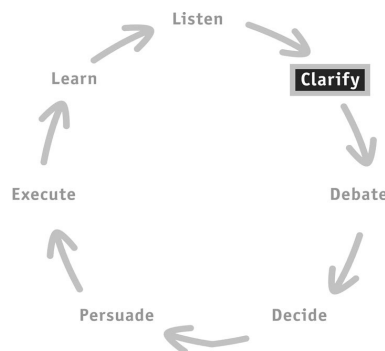 Listen
Clarify
Debate
Decide
Persuade
Execute
Learn